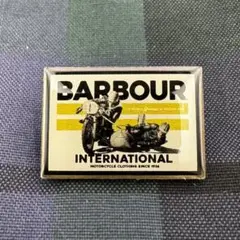 BARBOUR
INTERNATIONAL
MOTORCYCLE CLOTHING SINCE 1936